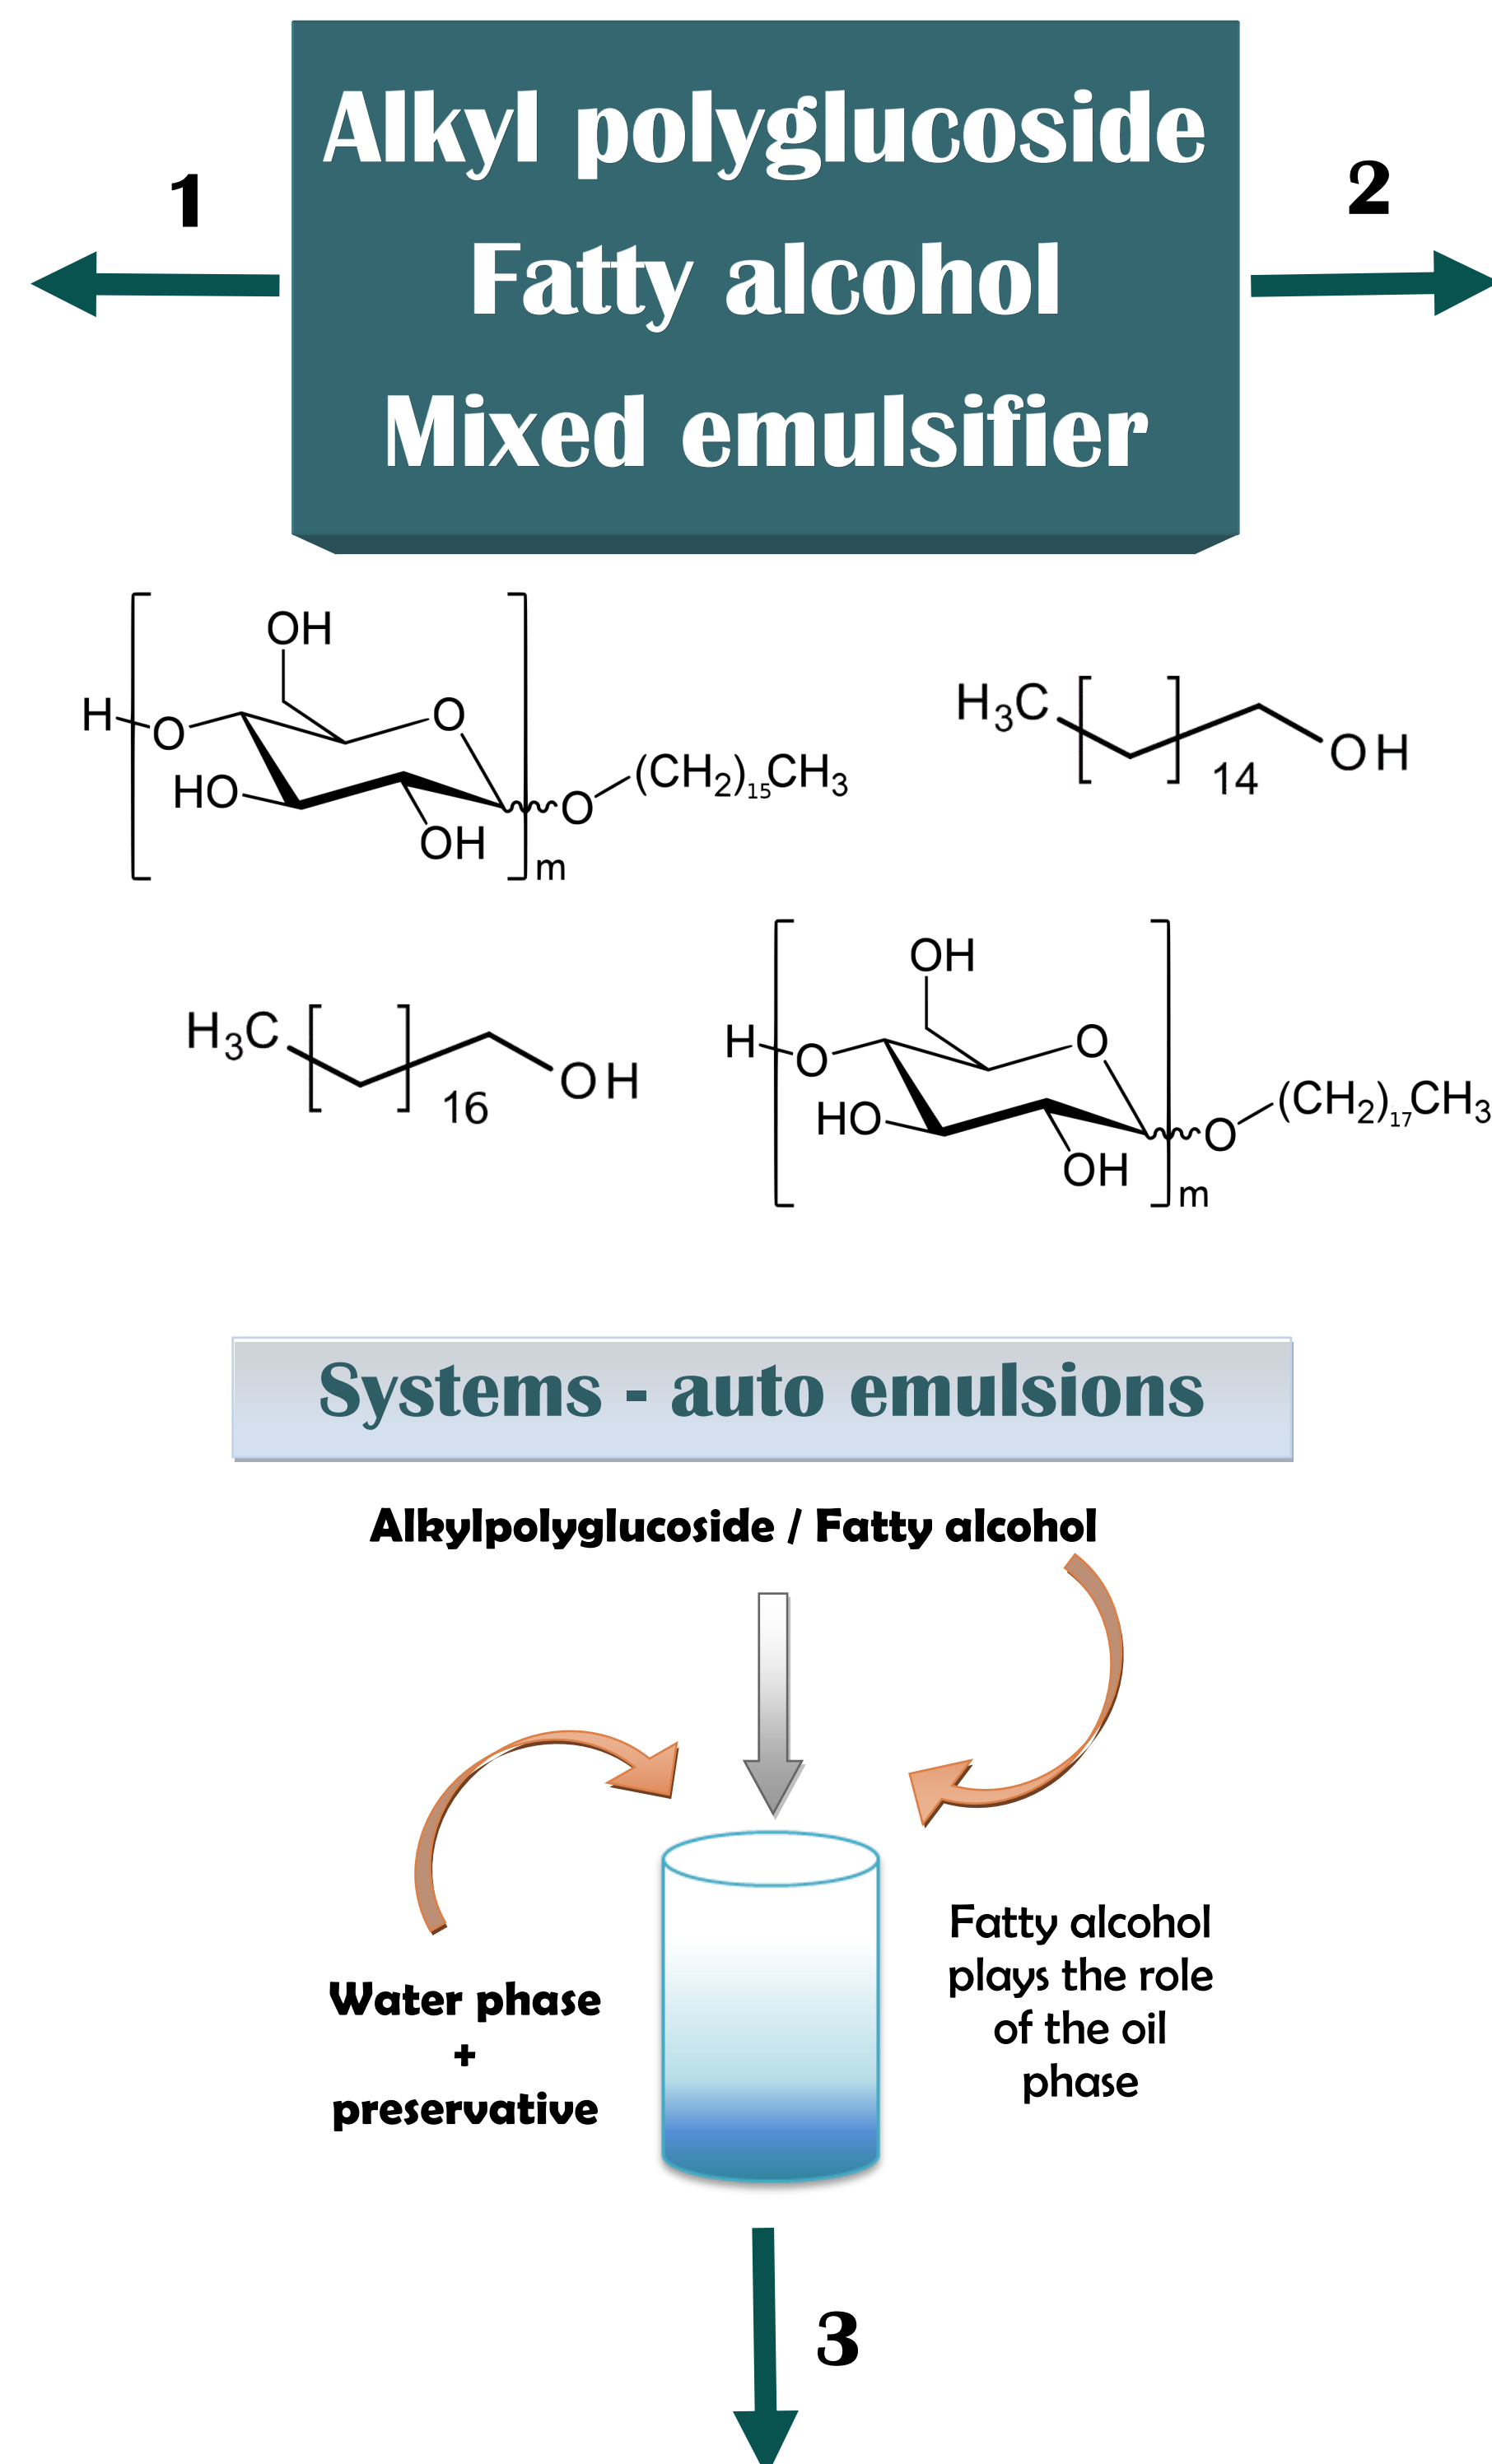 1
2
Alkyl polyglucoside
Fatty alcohol
Mixed emulsifier
OH
H
O
O
HO
OH
m
O
(CH2)15CH3
H3C
14
OH
H3C
16
OH
OH
H
O
O
HO
OH
m
O
(CH2)17CH3
Systems - auto emulsions
Alkylpolyglucoside / Fatty alcohol
Water phase
+
preservative
Fatty alcohol
plays the role
of the oil
phase
3